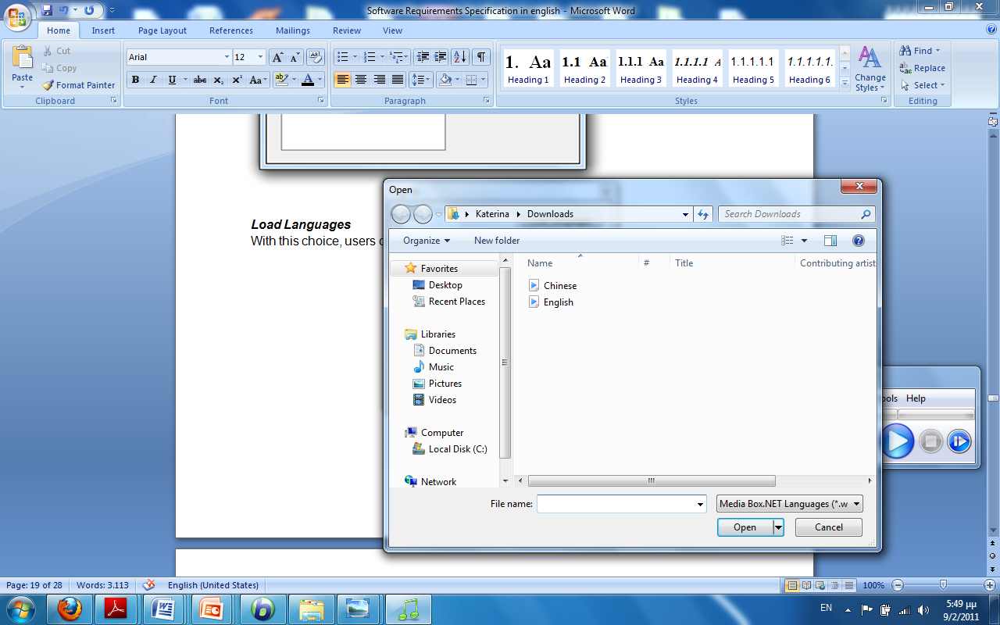 Software Requirements Specification in english - Microsoft Word
Home Insert Page Layout References Mailings Review View
Paste
Cut
Copy
Format Painter
Clipboard
Arial 12
Font
Paragraph
1. Aa 1.1 Aa 1.1.1 Aa 1.1.1.1 A 1.1.1.1.1 1.1.1.1.1.
Heading 1 Heading 2 Heading 3 Heading 4 Heading 5 Heading 6
Change Styles
Styles
Find
Replace
Select
Editing
Load Languages
With this choice, users
Open
Katerina Downloads
Search Downloads
Organize New folder
Name # Title Contributing artist
Favorites
Desktop
Recent Places
Libraries
Documents
Music
Pictures
Videos
Computer
Local Disk (C:)
Network
Chinese
English
File name:
Media Box.NET Languages (*.w
Open Cancel
ools Help
Page: 19 of 28 Words: 3.113 English (United States) 100%
EN
5:49 μμ
9/2/2011